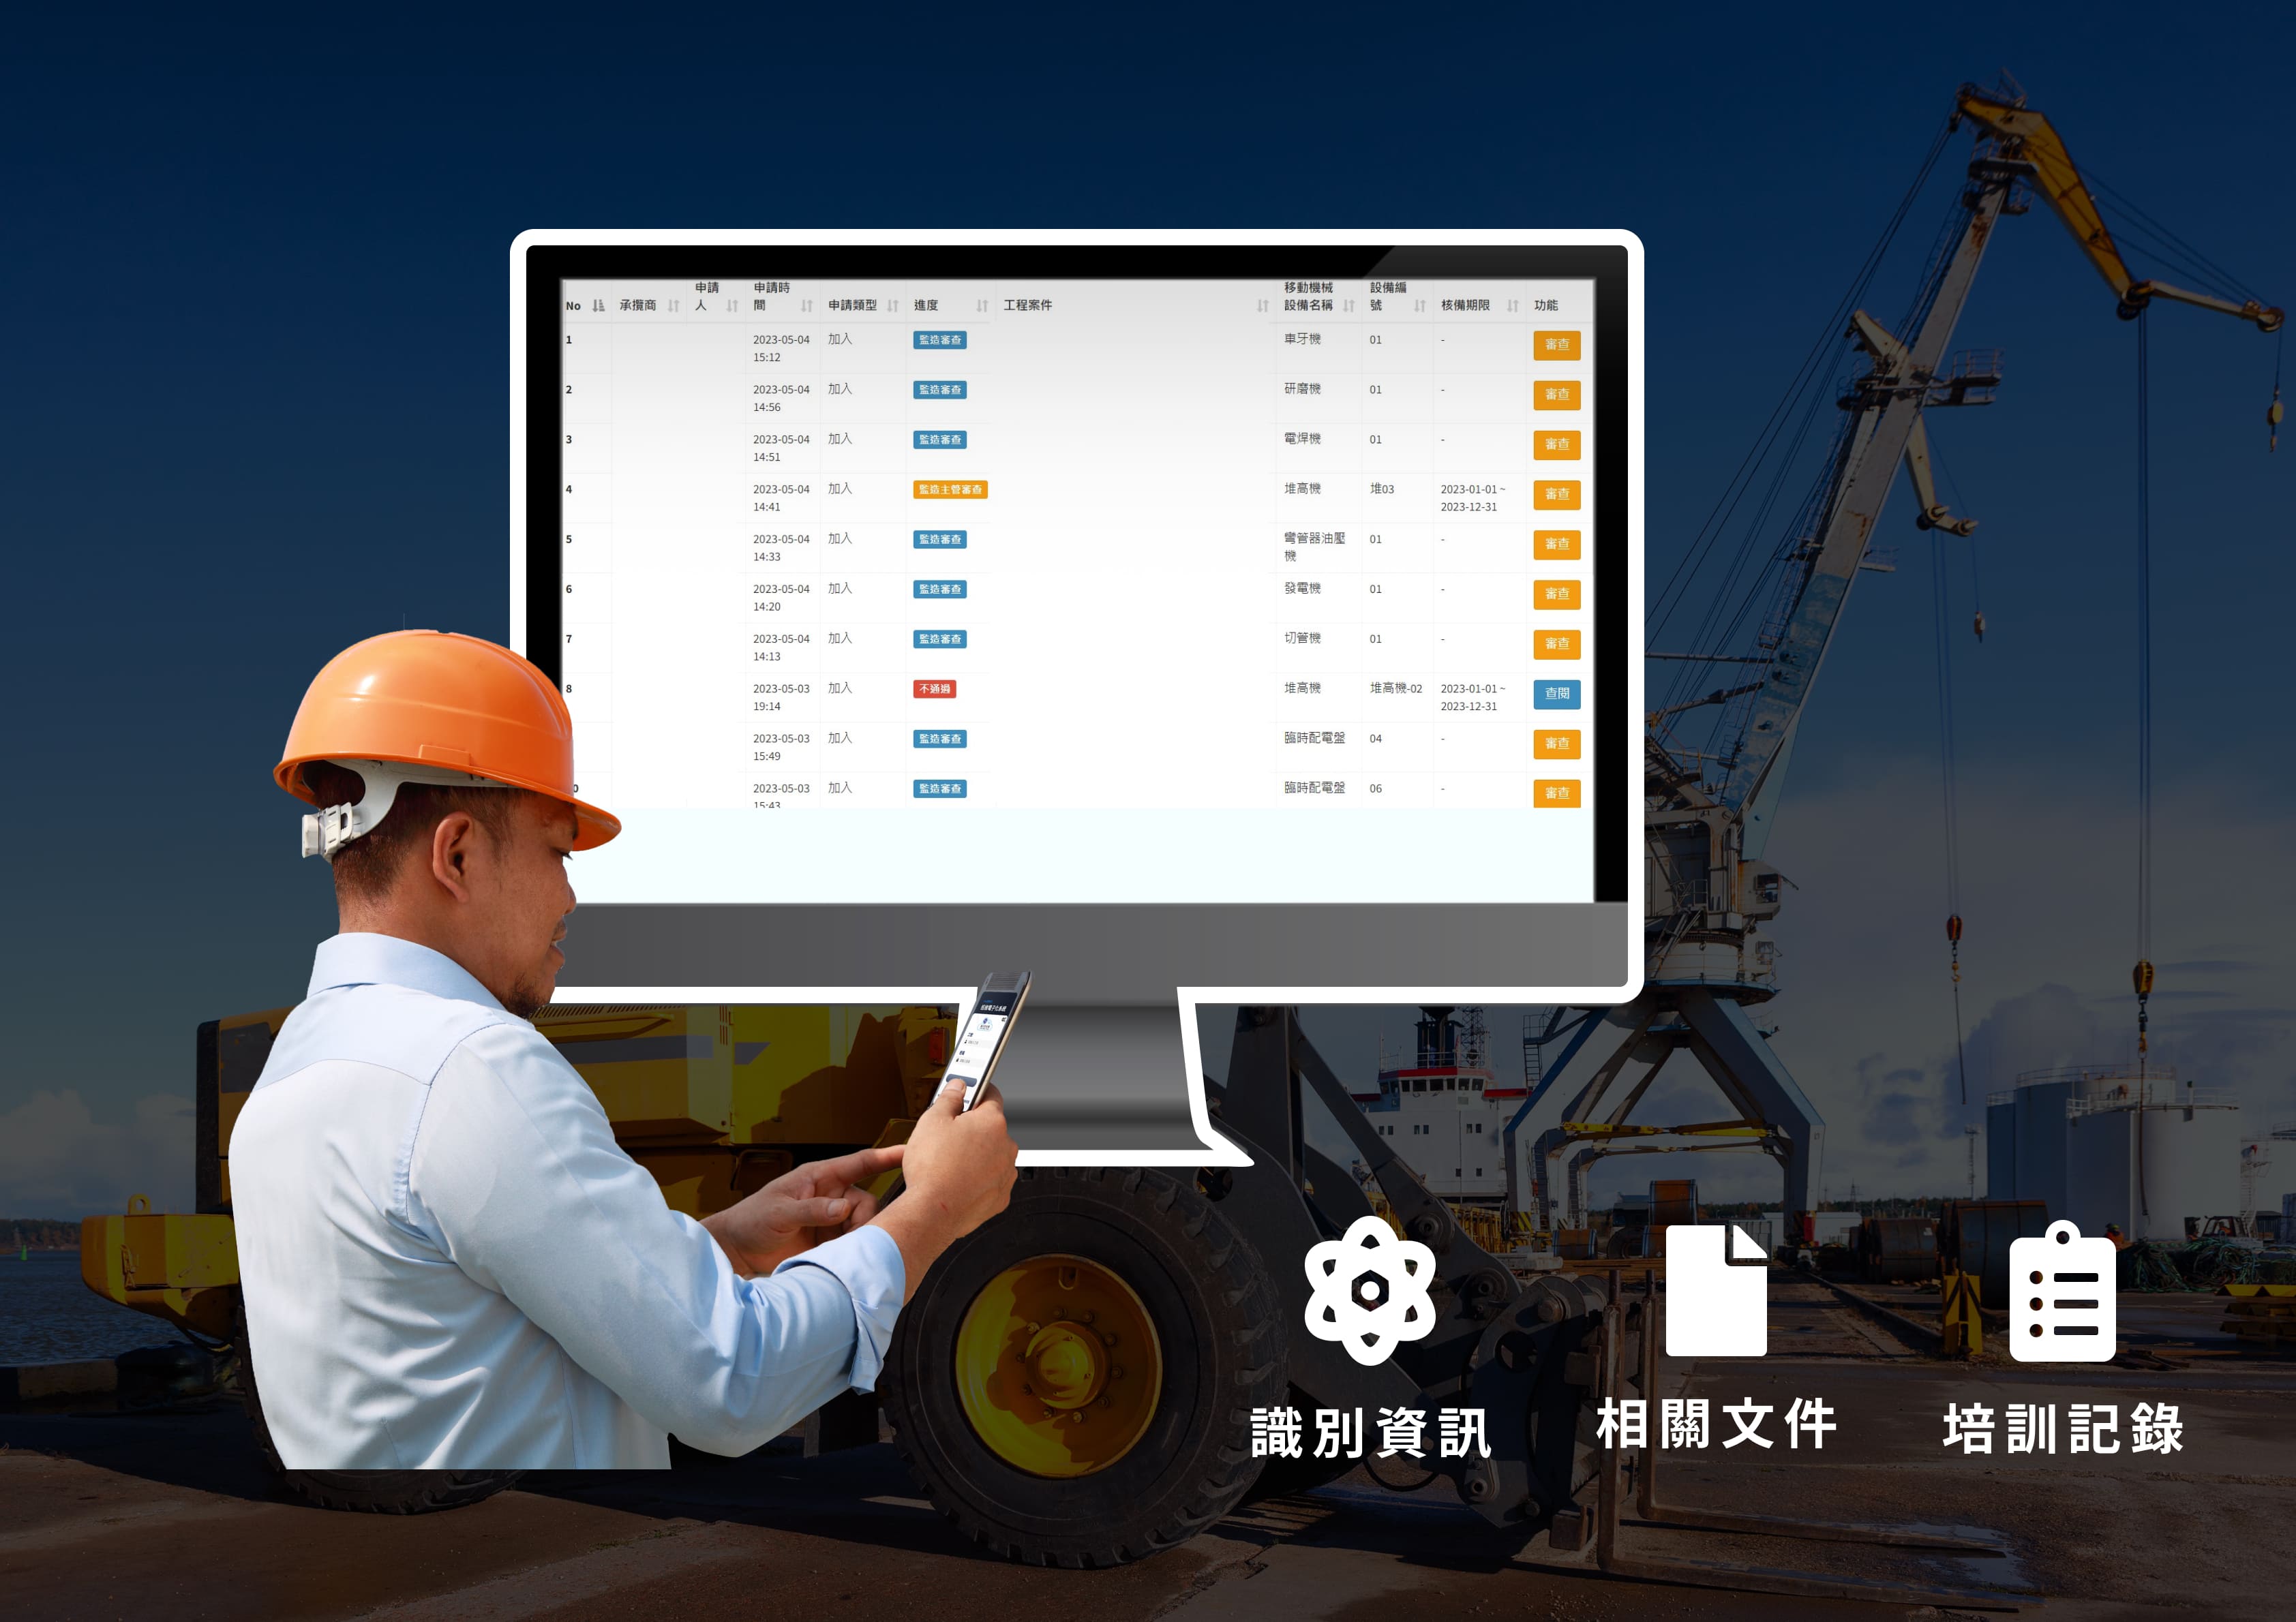 No 承攬商 申請人 申請時間 申請類型 進度 工程案件 移動機械設備名稱 設備編號 核備期限 功能
1 2023-05-04 15:12 加入 監造審查 車牙機 01 - 審查
2 2023-05-04 14:56 加入 監造審查 研磨機 01 - 審查
3 2023-05-04 14:51 加入 監造審查 電焊機 01 - 審查
4 2023-05-04 14:41 加入 監造主管審查 堆高機 堆03 2023-01-01 ~ 2023-12-31 審查
5 2023-05-04 14:33 加入 監造審查 彎管器油壓機 01 - 審查
6 2023-05-04 14:20 加入 監造審查 發電機 01 - 審查
7 2023-05-04 14:13 加入 監造審查 切管機 01 - 審查
8 2023-05-03 19:14 加入 不通過 堆高機 堆高機-02 2023-01-01 ~ 2023-12-31 查閱
2023-05-03 15:49 加入 監造審查 臨時配電盤 04 - 審查
0 2023-05-03 15:43 加入 監造審查 臨時配電盤 06 - 審查
識別資訊
相關文件
培訓記錄